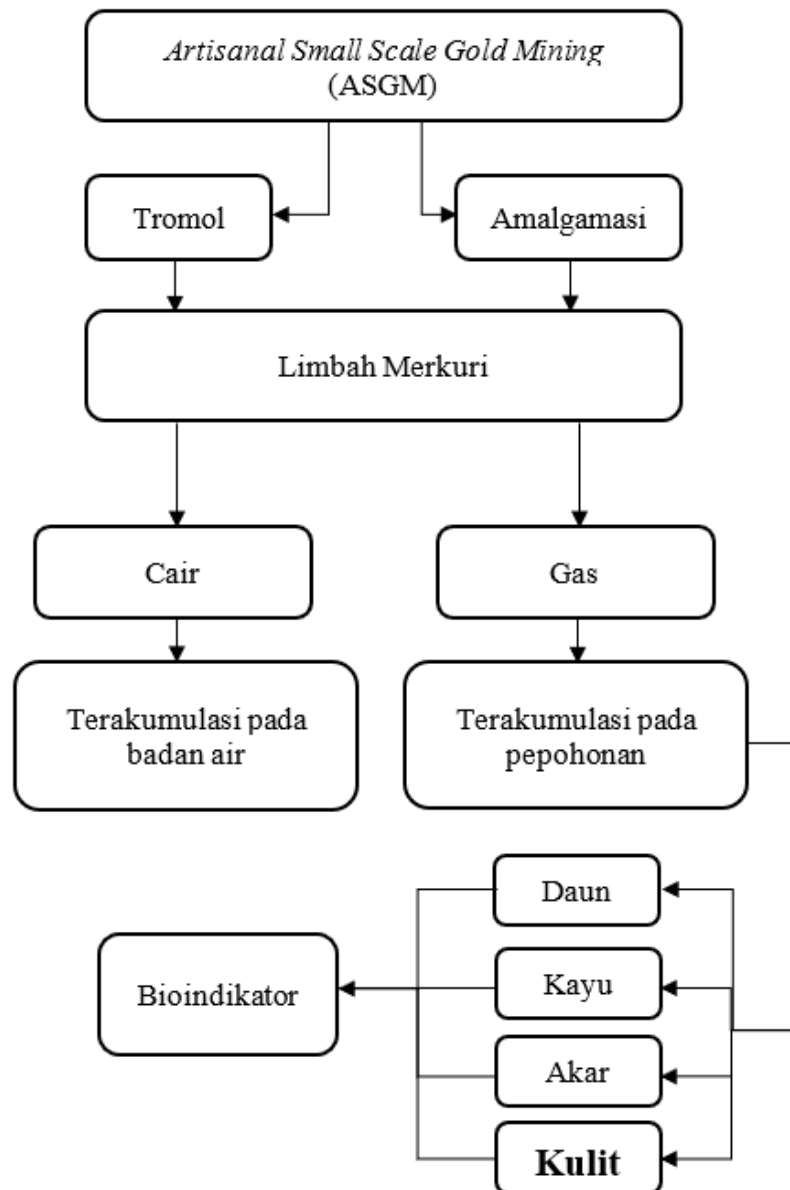 Artisanal Small Scale Gold Mining
(ASGM)
Tromol
Amalgamasi
Limbah Merkuri
Cair
Gas
Terakumulasi pada
badan air
Terakumulasi pada
pepohonan
Daun
Bioindikator
Kayu
Akar
Kulit